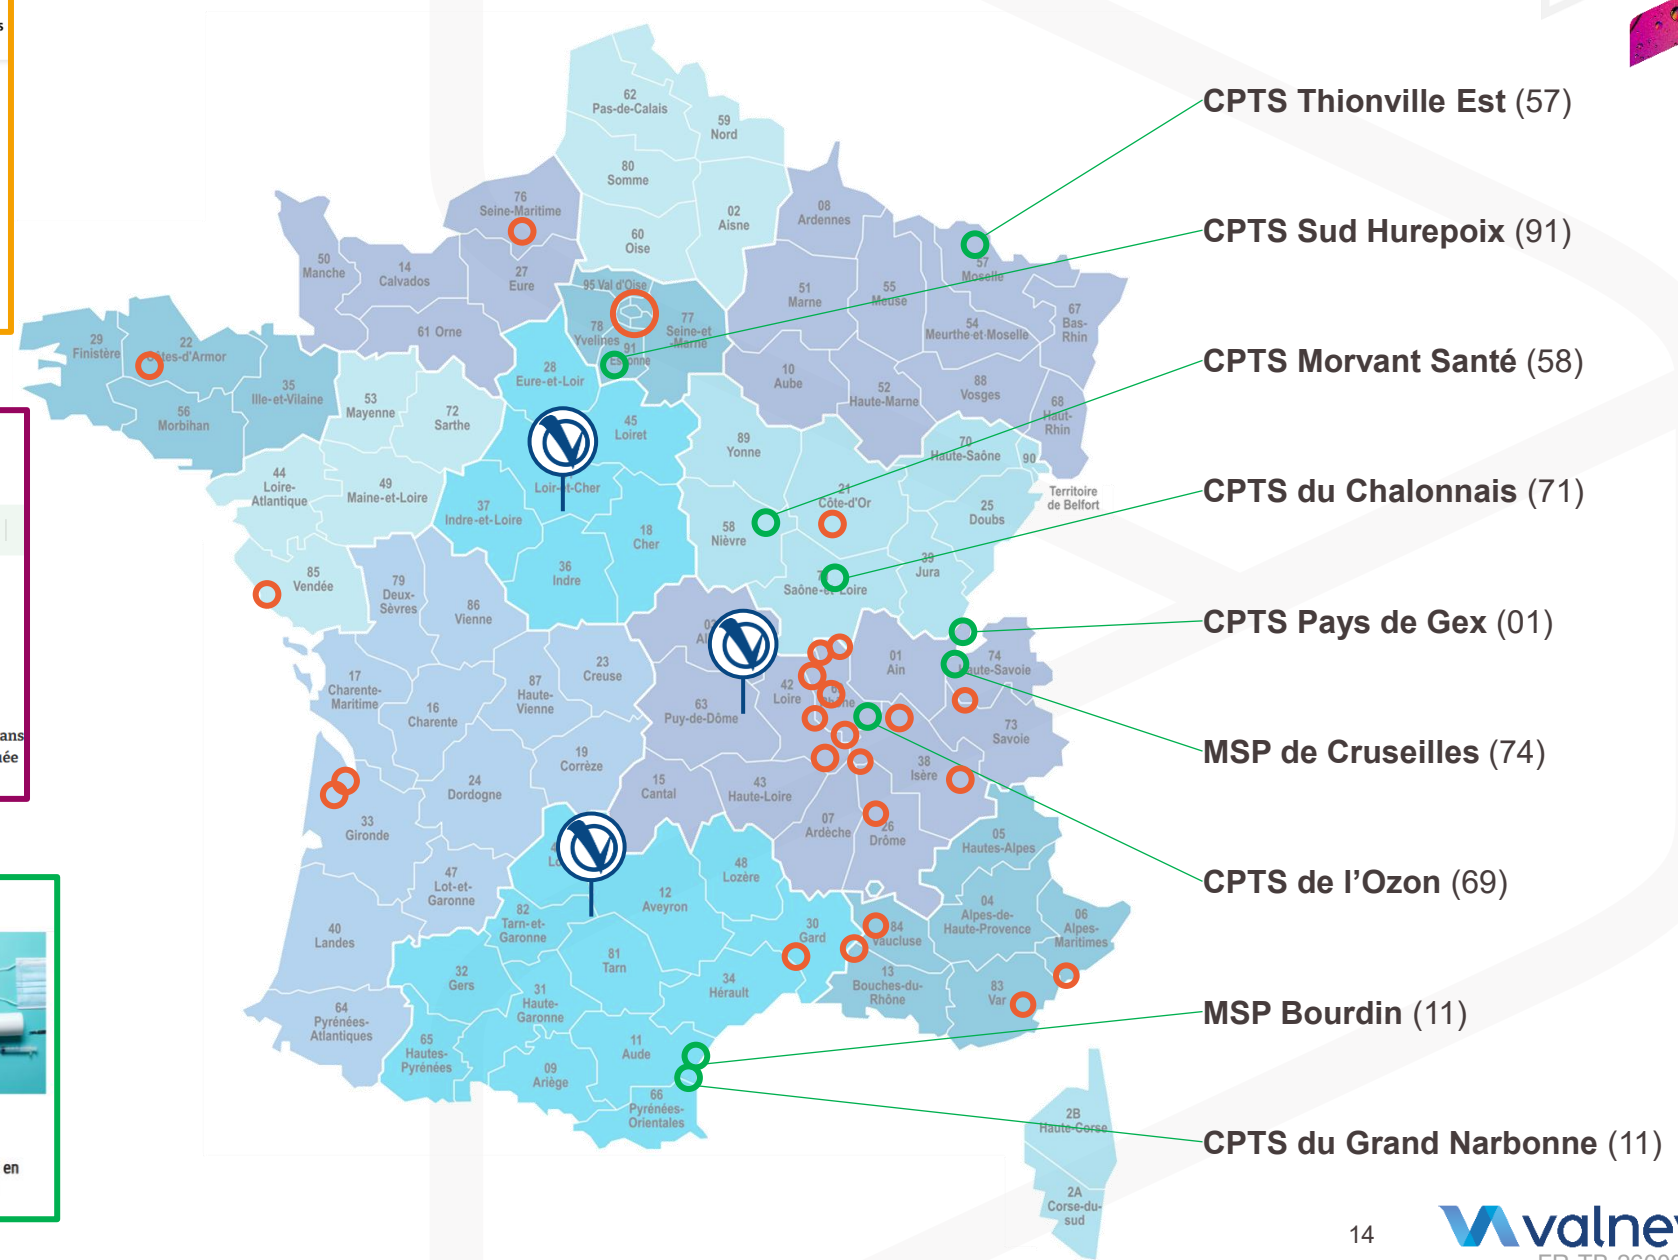 ans
en
62
Pas-de-Calais
59
Nord
80
Somme
02
Aisne
60
Oise
76
Seine-Maritime
27
Eure
50
Manche
14
Calvados
61 Orne
08
Ardennes
51
Marne
55
Meuse
57
Moselle
54
Meurthe-et-Moselle
67
Bas-
Rhin
10
Aube
52
Haute-Marne
88
Vosges
68
Haut-
Rhin
95 Val d'Oise
78
Yvelines
77
Seine-et
-Marne
91
Essonne
29
Finistère
22
Côtes-d'Armor
35
Ille-et-Vilaine
56
Morbihan
53
Mayenne
72
Sarthe
44
Loire-
Atlantique
49
Maine-et-Loire
85
Vendée
28
Eure-et-Loir
45
Loiret
Loir-et-Cher
37
Indre-et-Loire
18
Cher
36
Indre
89
Yonne
21
Côte-d'Or
58
Nièvre
70
Haute-Saône
90
Territoire
de Belfort
25
Doubs
39
Jura
Saône-et-Loire
79
Deux-
Sèvres
86
Vienne
17
Charente-
Maritime
16
Charente
87
Haute-
Vienne
23
Creuse
19
Corrèze
24
Dordogne
33
Gironde
47
Lot-et-
Garonne
40
Landes
64
Pyrénées-
Atlantiques
63
Puy-de-Dôme
42
Loire
01
Ain
74
Haute-Savoie
73
Savoie
38
Isère
15
Cantal
43
Haute-Loire
07
Ardèche
26
Drôme
48
Lozère
12
Aveyron
82
Tarn-et-
Garonne
81
Tarn
30
Gard
34
Hérault
32
Gers
31
Haute-
Garonne
65
Hautes-
Pyrénées
09
Ariège
11
Aude
66
Pyrénées-
Orientales
05
Hautes-Alpes
04
Alpes-de-
Haute-Provence
06
Alpes-
Maritimes
84
Vaucluse
13
Bouches-du-
Rhône
83
Var
2B
Haute-Corse
2A
Corse-du-
sud
CPTS Thionville Est (57)
CPTS Sud Hurepoix (91)
CPTS Morvant Santé (58)
CPTS du Chalonnais (71)
CPTS Pays de Gex (01)
MSP de Cruseilles (74)
CPTS de l'Ozon (69)
MSP Bourdin (11)
CPTS du Grand Narbonne (11)
14
valne